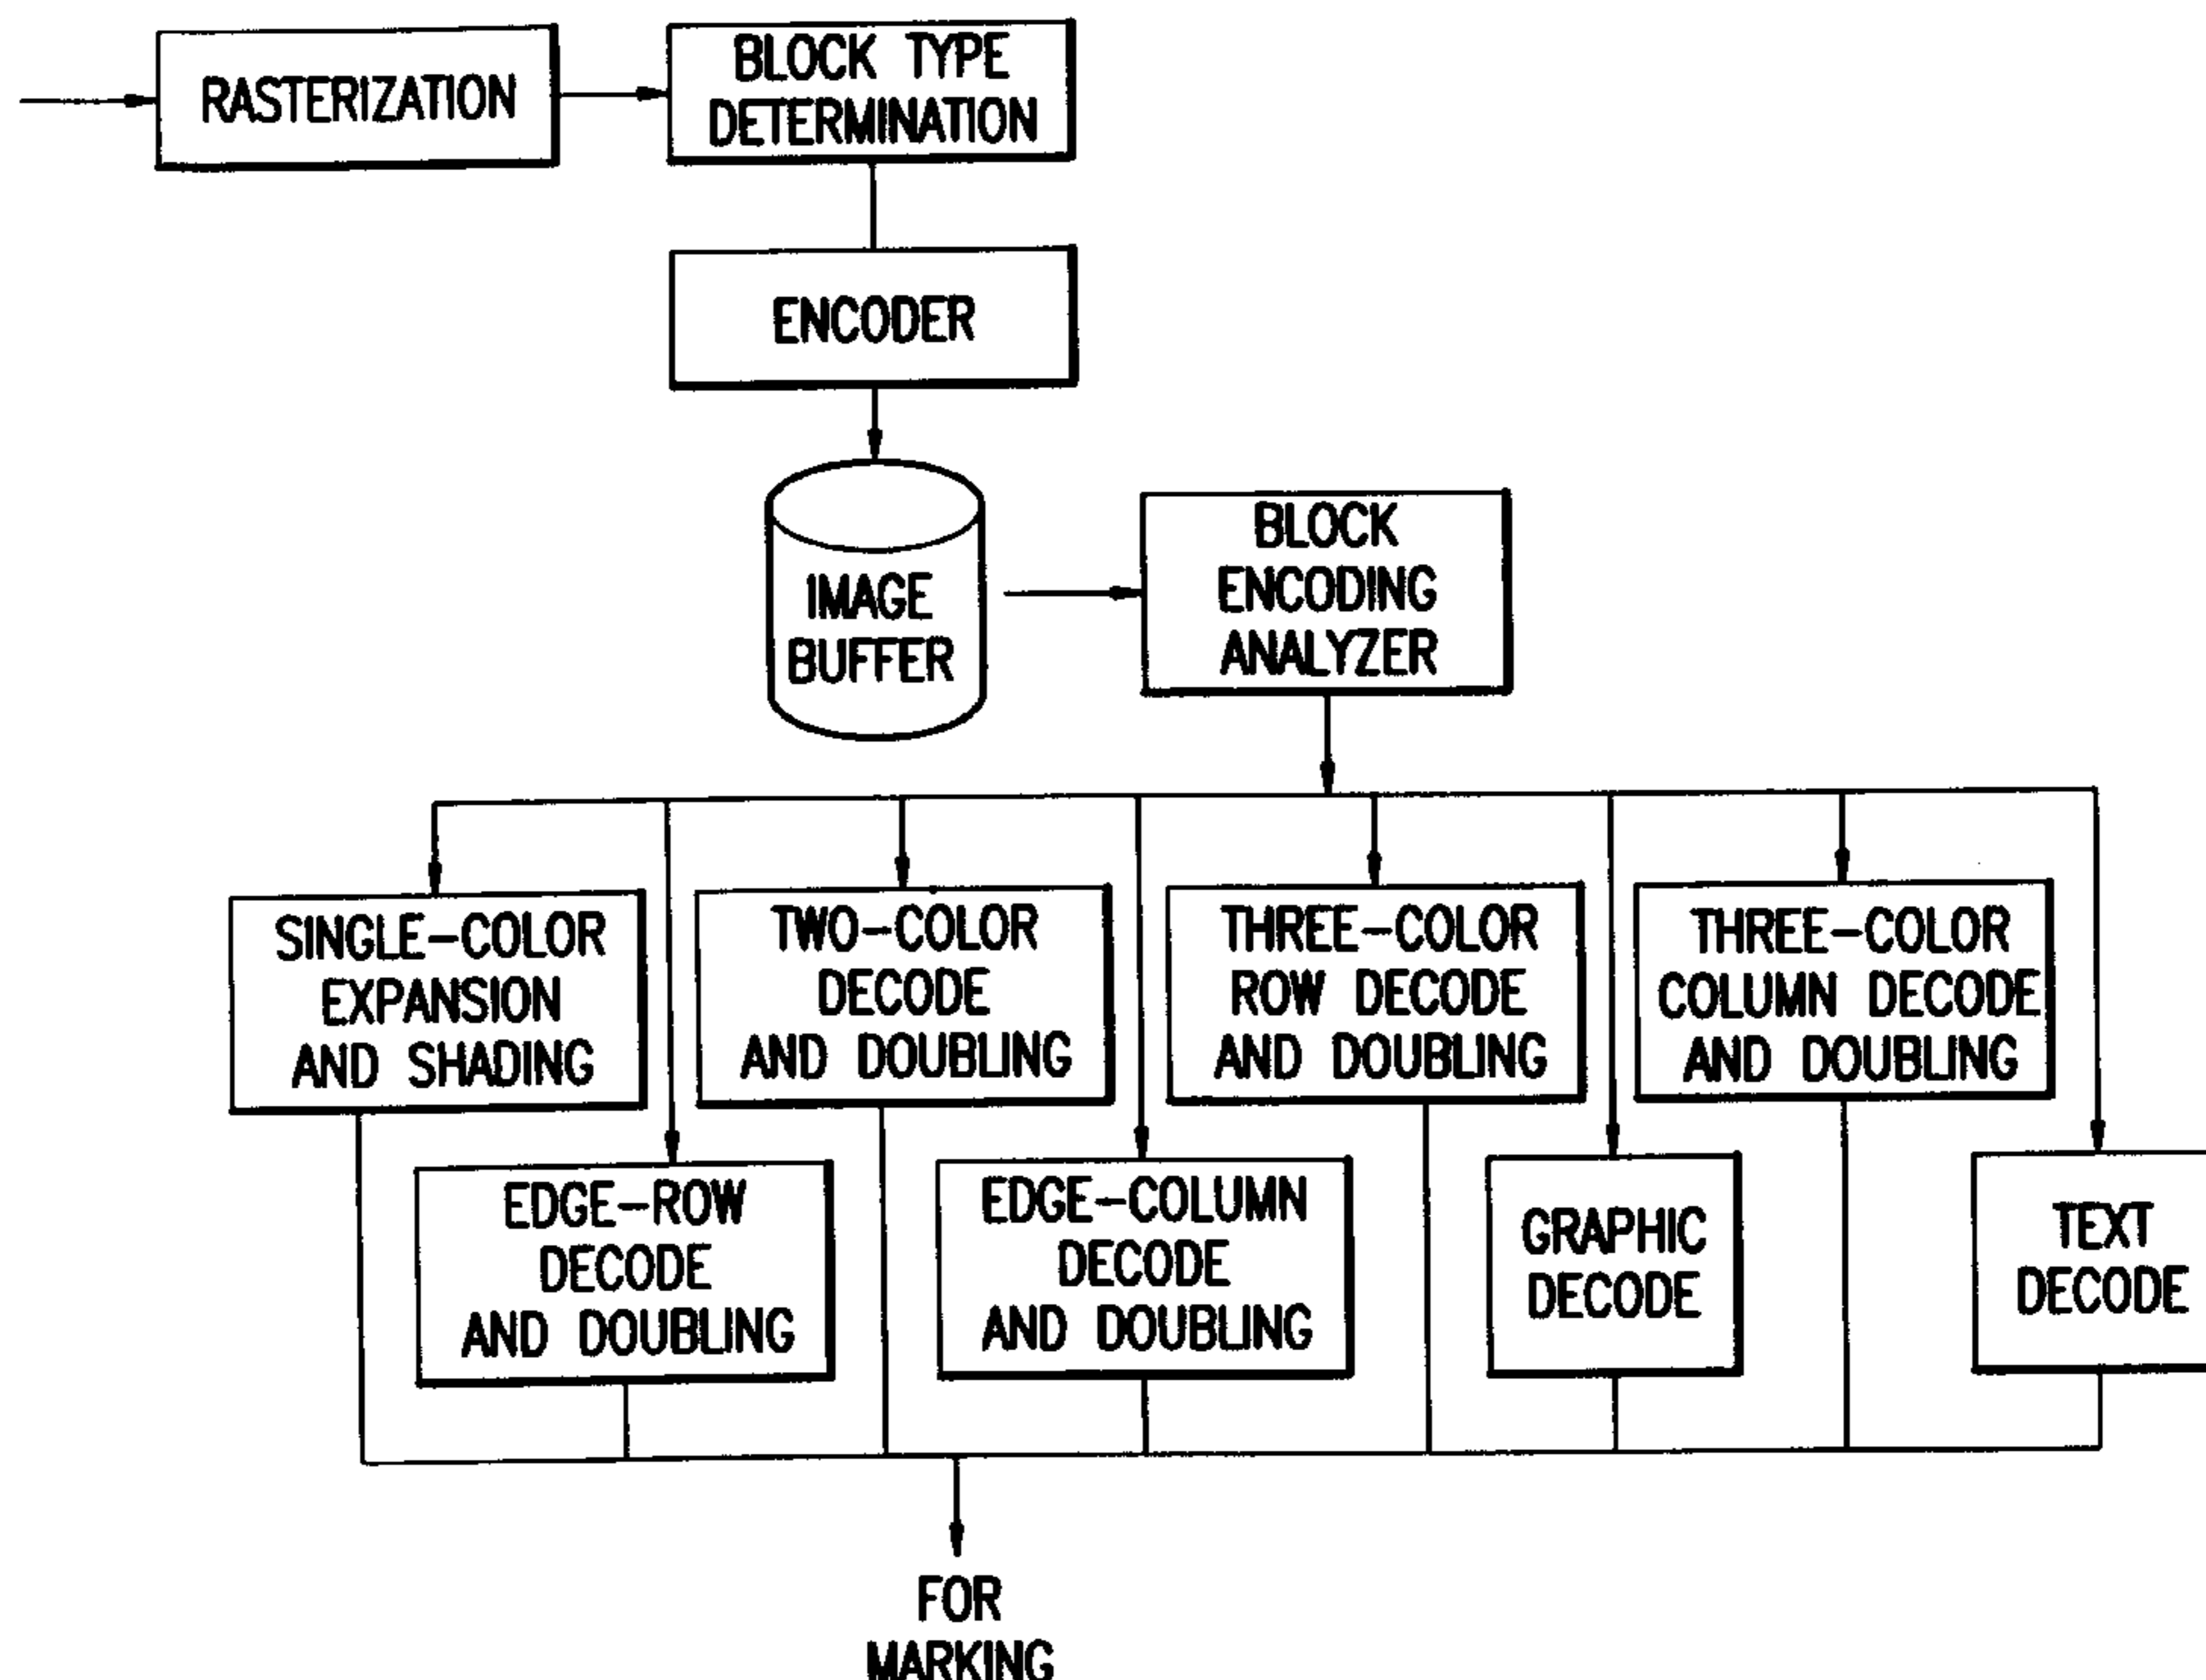 RASTERIZATION
BLOCK TYPE
DETERMINATION
ENCODER
IMAGE
BUFFER
BLOCK
ENCODING
ANALYZER
SINGLE-COLOR
EXPANSION
AND SHADING
TWO-COLOR
DECODE
AND DOUBLING
THREE-COLOR
ROW DECODE
AND DOUBLING
THREE-COLOR
COLUMN DECODE
AND DOUBLING
EDGE-ROW
DECODE
AND DOUBLING
EDGE-COLUMN
DECODE
AND DOUBLING
GRAPHIC
DECODE
TEXT
DECODE
FOR
MARKING